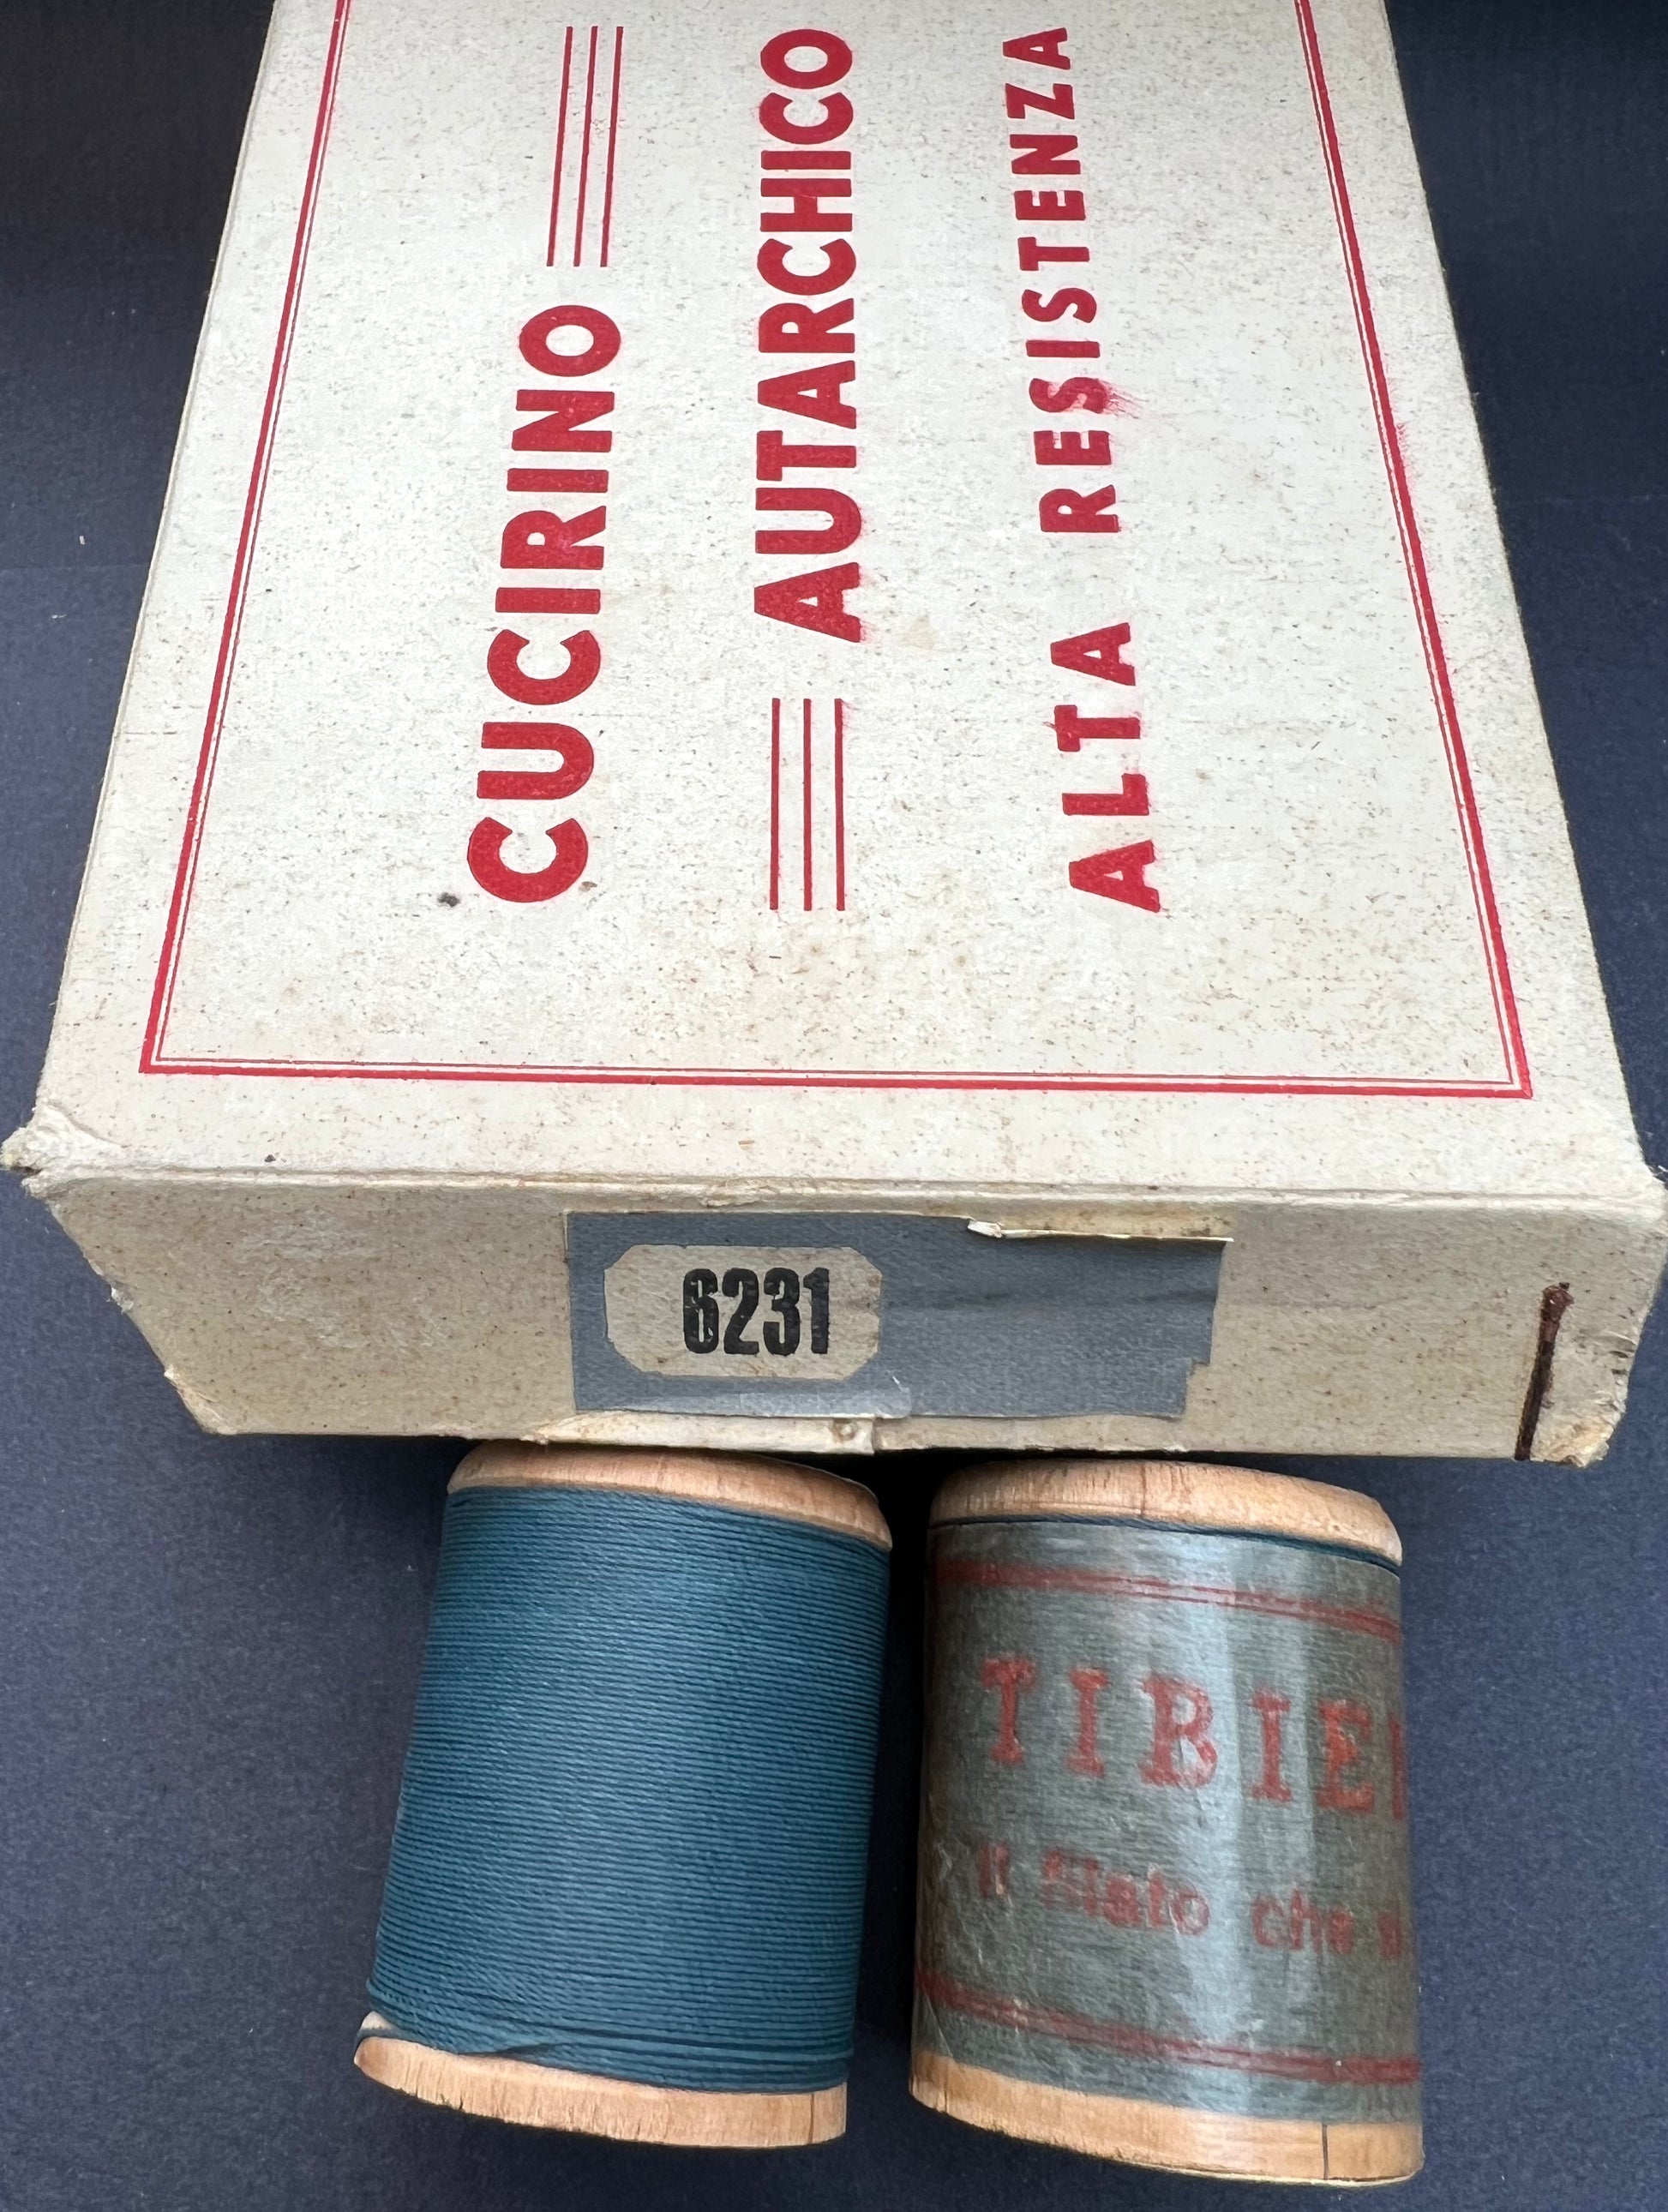 CUCIRINO
AUTARCHICO
ALTA RESISTENZA
6231
TIBIE
Il filato che